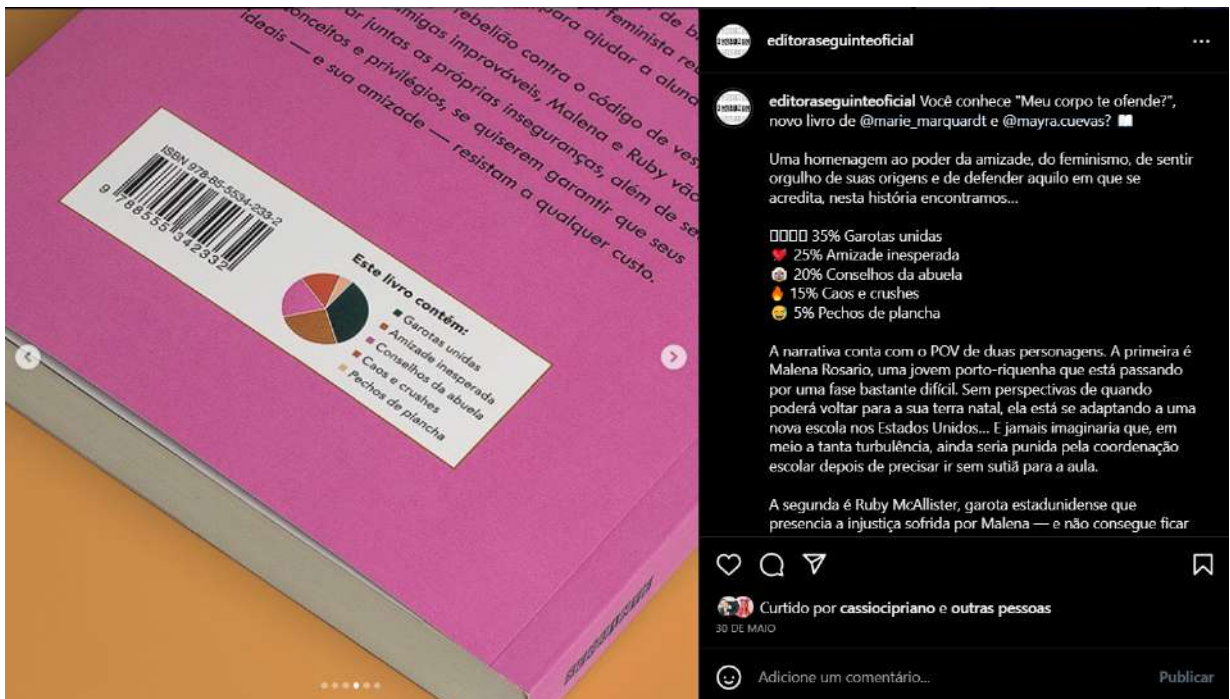 de b
feminista re
para ajudar a aluna
rebelião contra o código de ves
migas improváveis, Malena e Ruby vão
ar juntas as próprias inseguranças, além de se
onceitos e privilégios, se quiserem garantir que seus
ideais — e sua amizade — resistam a qualquer custo.
ISBN 978-85-5534-233-2
9 788555 342332
Este livro contém:
Garotas unidas
Amizade inesperada
Conselhos da abuela
Caos e crushes
Pechos de plancha
editoraseguinteoficial
editoraseguinteoficial Você conhece "Meu corpo te ofende?",
novo livro de @marie_marquardt e @mayra.cuevas? 📖
Uma homenagem ao poder da amizade, do feminismo, de sentir
orgulho de suas origens e de defender aquilo em que se
acredita, nesta história encontramos...
35% Garotas unidas
❤️ 25% Amizade inesperada
👵 20% Conselhos da abuela
🔥 15% Caos e crushes
😅 5% Pechos de plancha
A narrativa conta com o POV de duas personagens. A primeira é
Malena Rosario, uma jovem porto-riquenha que está passando
por uma fase bastante difícil. Sem perspectivas de quando
poderá voltar para a sua terra natal, ela está se adaptando a uma
nova escola nos Estados Unidos... E jamais imaginaria que, em
meio a tanta turbulência, ainda seria punida pela coordenação
escolar depois de precisar ir sem sutiã para a aula.
A segunda é Ruby McAllister, garota estadunidense que
presencia a injustiça sofrida por Malena — e não consegue ficar
Curtido por cassiocipriano e outras pessoas
30 DE MAIO
Adicione um comentário...
Publicar